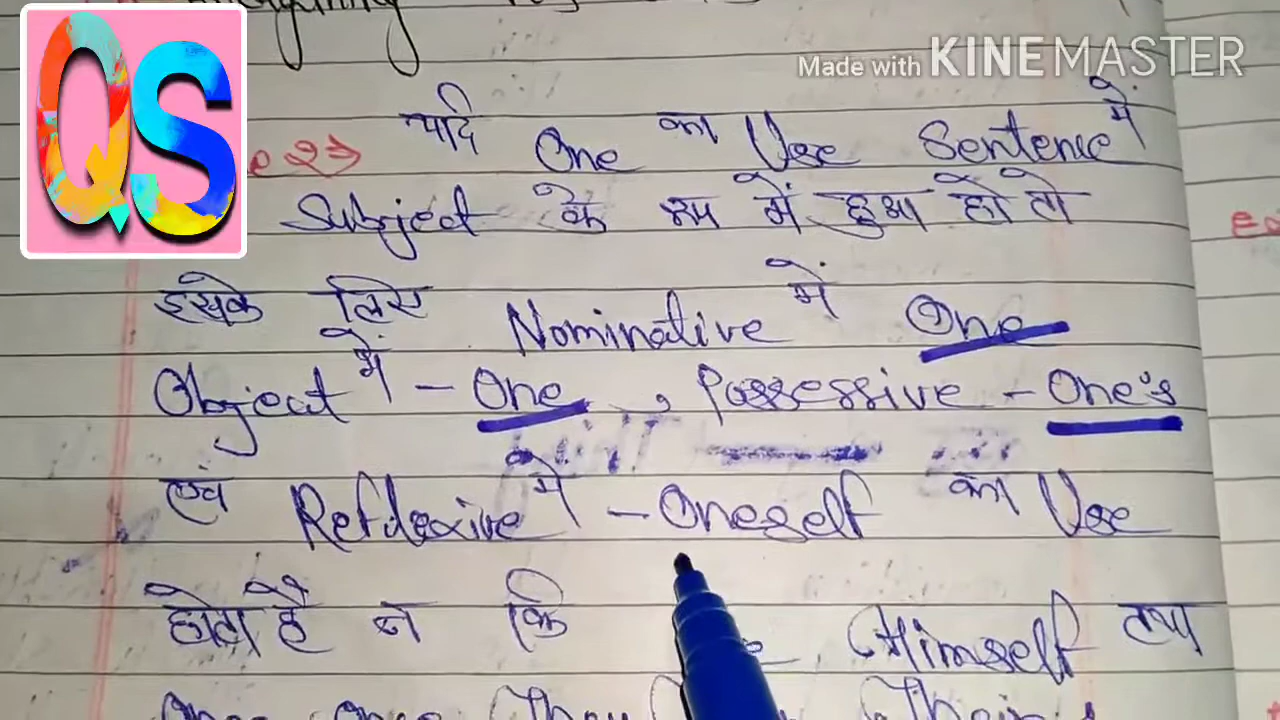 QS
Made with KINEMASTER
यदि One का Use Sentence में
Subject के रूप में हुआ हो तो
इसके लिए Nominative में One
Object में - One, Possessive - One's
एवं Reflexive में - Oneself का Use
होता है न कि Himself तथा